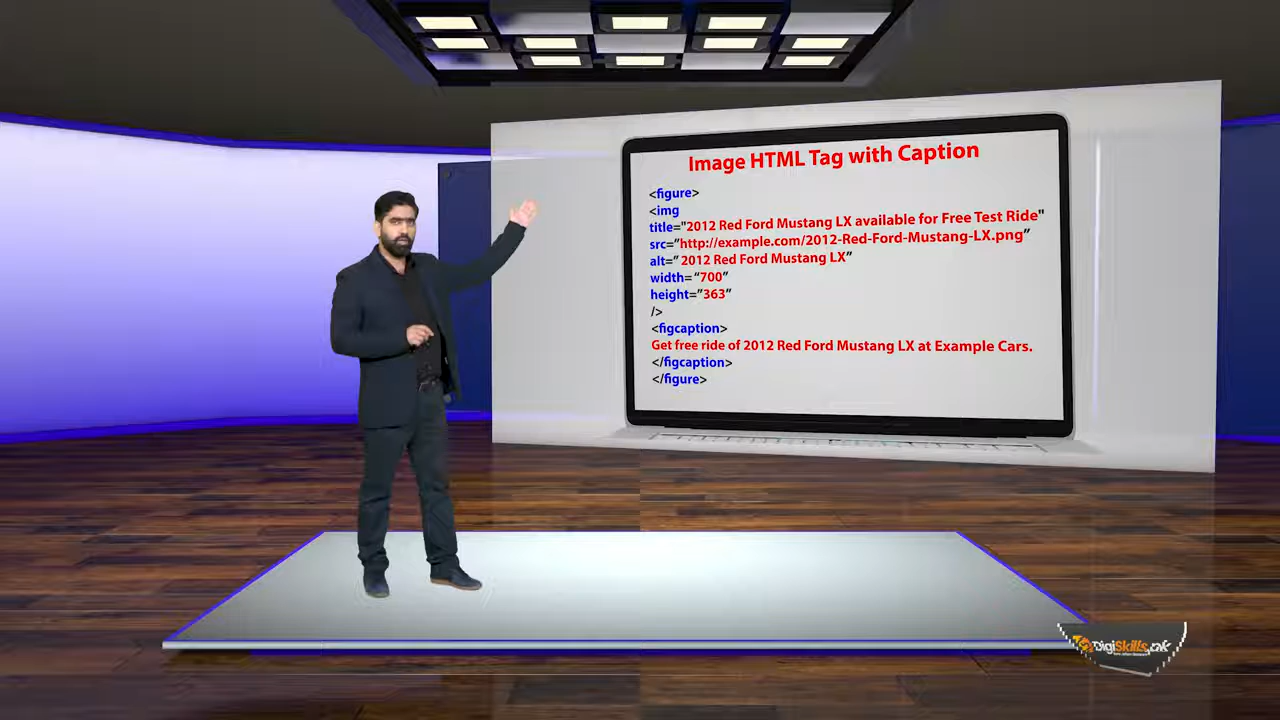 Image HTML Tag with Caption
<figure>
<img
title="2012 Red Ford Mustang LX available for Free Test Ride"
src="http://example.com/2012-Red-Ford-Mustang-LX.png"
alt=" 2012 Red Ford Mustang LX"
width= "700"
height="363"
/>
<figcaption>
Get free ride of 2012 Red Ford Mustang LX at Example Cars.
</figcaption>
</figure>
DigiSkills.pk